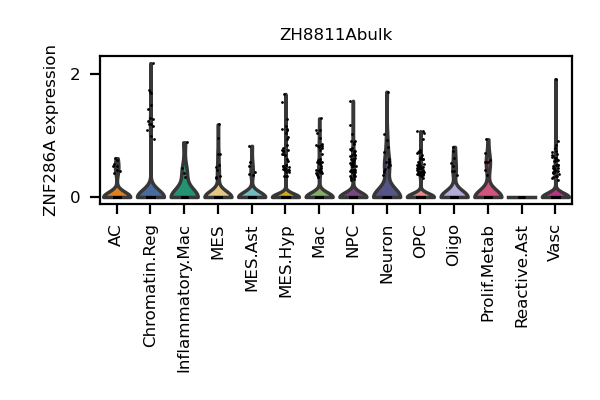 ZH8811Abulk
ZNF286A expression
2
0
AC
Chromatin.Reg
Inflammatory.Mac
MES
MES.Ast
MES.Hyp
Mac
NPC
Neuron
OPC
Oligo
Prolif.Metab
Reactive.Ast
Vasc